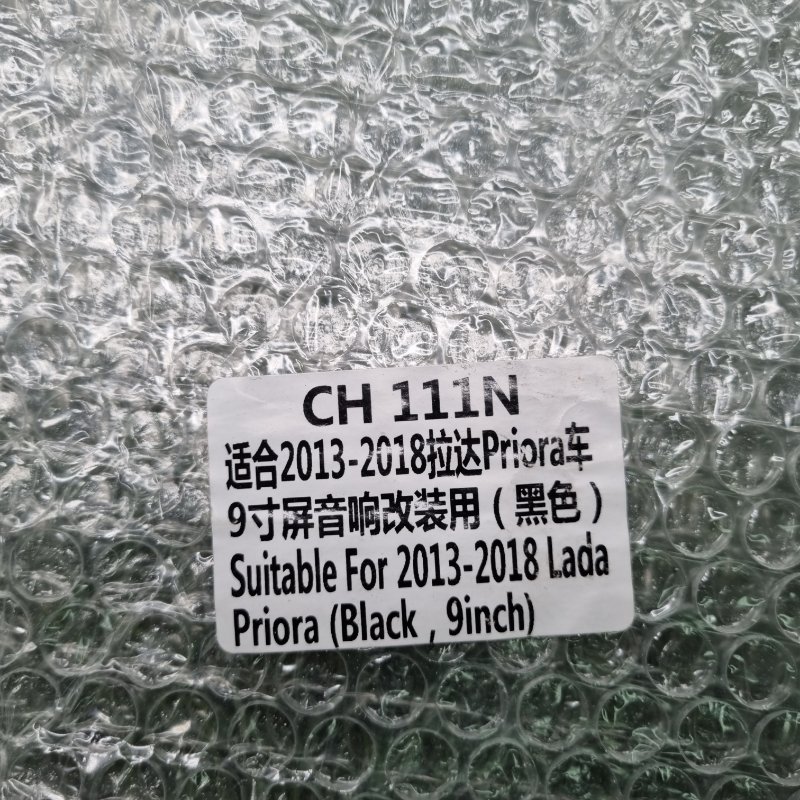 CH 111N
适合2013-2018拉达Priora车
9寸屏音响改装用（黑色）
Suitable For 2013-2018 Lada
Priora (Black , 9inch)